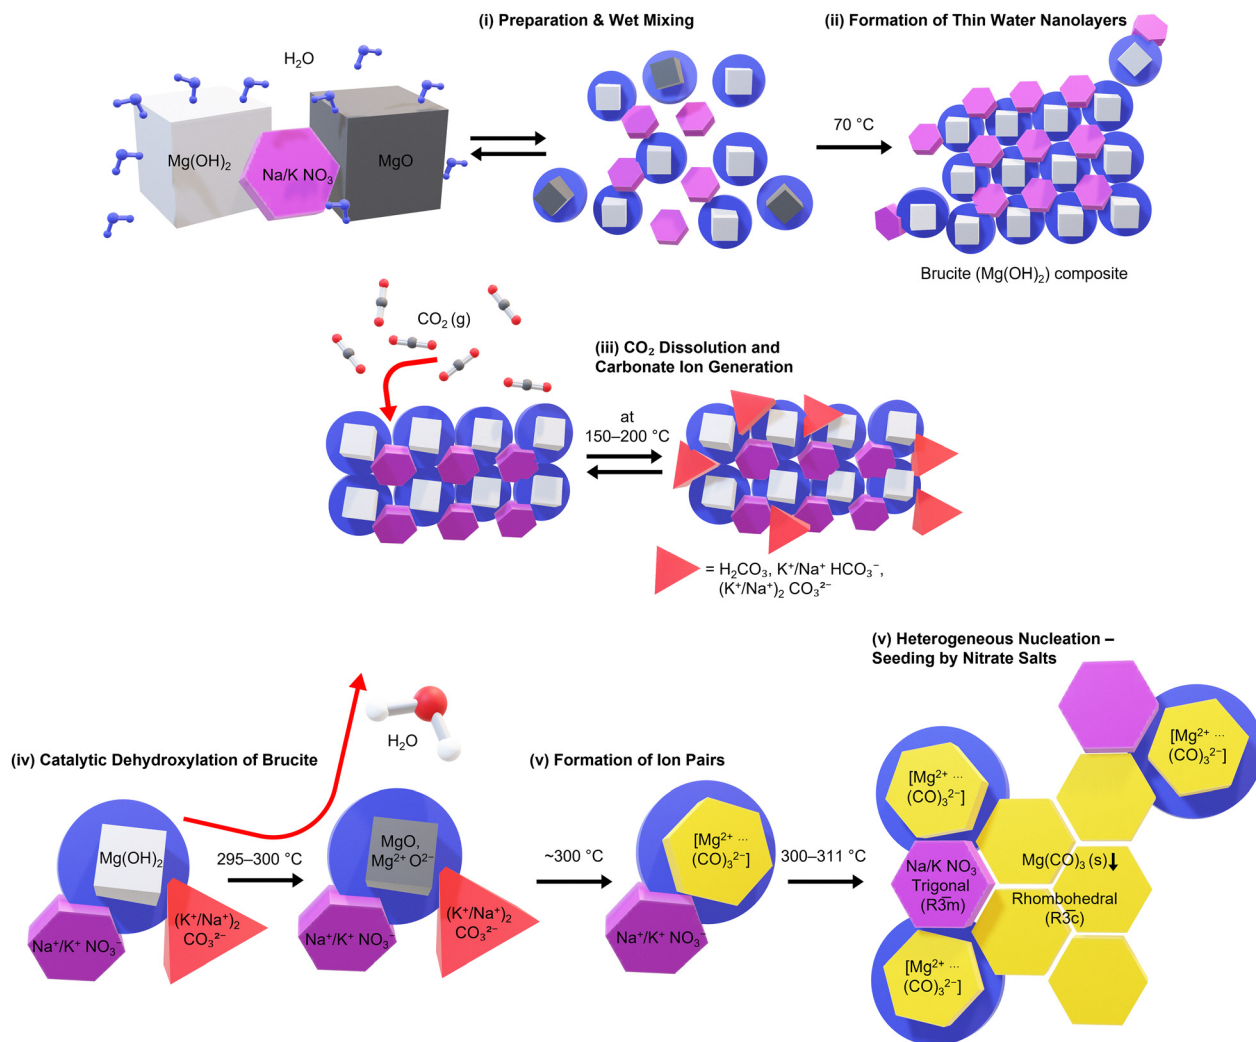 (i) Preparation & Wet Mixing
(ii) Formation of Thin Water Nanolayers
H₂O
Mg(OH)₂
Na/K NO₃
MgO
70 °C
Brucite (Mg(OH)₂) composite
CO₂ (g)
(iii) CO₂ Dissolution and
Carbonate Ion Generation
at
150–200 °C
= H₂CO₃, K⁺/Na⁺ HCO₃⁻,
(K⁺/Na⁺)₂ CO₃²⁻
(iv) Catalytic Dehydroxylation of Brucite
H₂O
Mg(OH)₂
Na⁺/K⁺ NO₃⁻
(K⁺/Na⁺)₂
CO₃²⁻
295–300 °C
MgO,
Mg²⁺ O²⁻
Na⁺/K⁺ NO₃⁻
(K⁺/Na⁺)₂
CO₃²⁻
(v) Formation of Ion Pairs
~300 °C
[Mg²⁺ ...
(CO)₃²⁻]
Na⁺/K⁺ NO₃⁻
300–311 °C
(v) Heterogeneous Nucleation –
Seeding by Nitrate Salts
[Mg²⁺ ...
(CO)₃²⁻]
[Mg²⁺ ...
(CO)₃²⁻]
Na/K NO₃
Trigonal
(R3̅m)
Mg(CO)₃ (s)↓
Rhombohedral
(R3̅c)
[Mg²⁺ ...
(CO)₃²⁻]